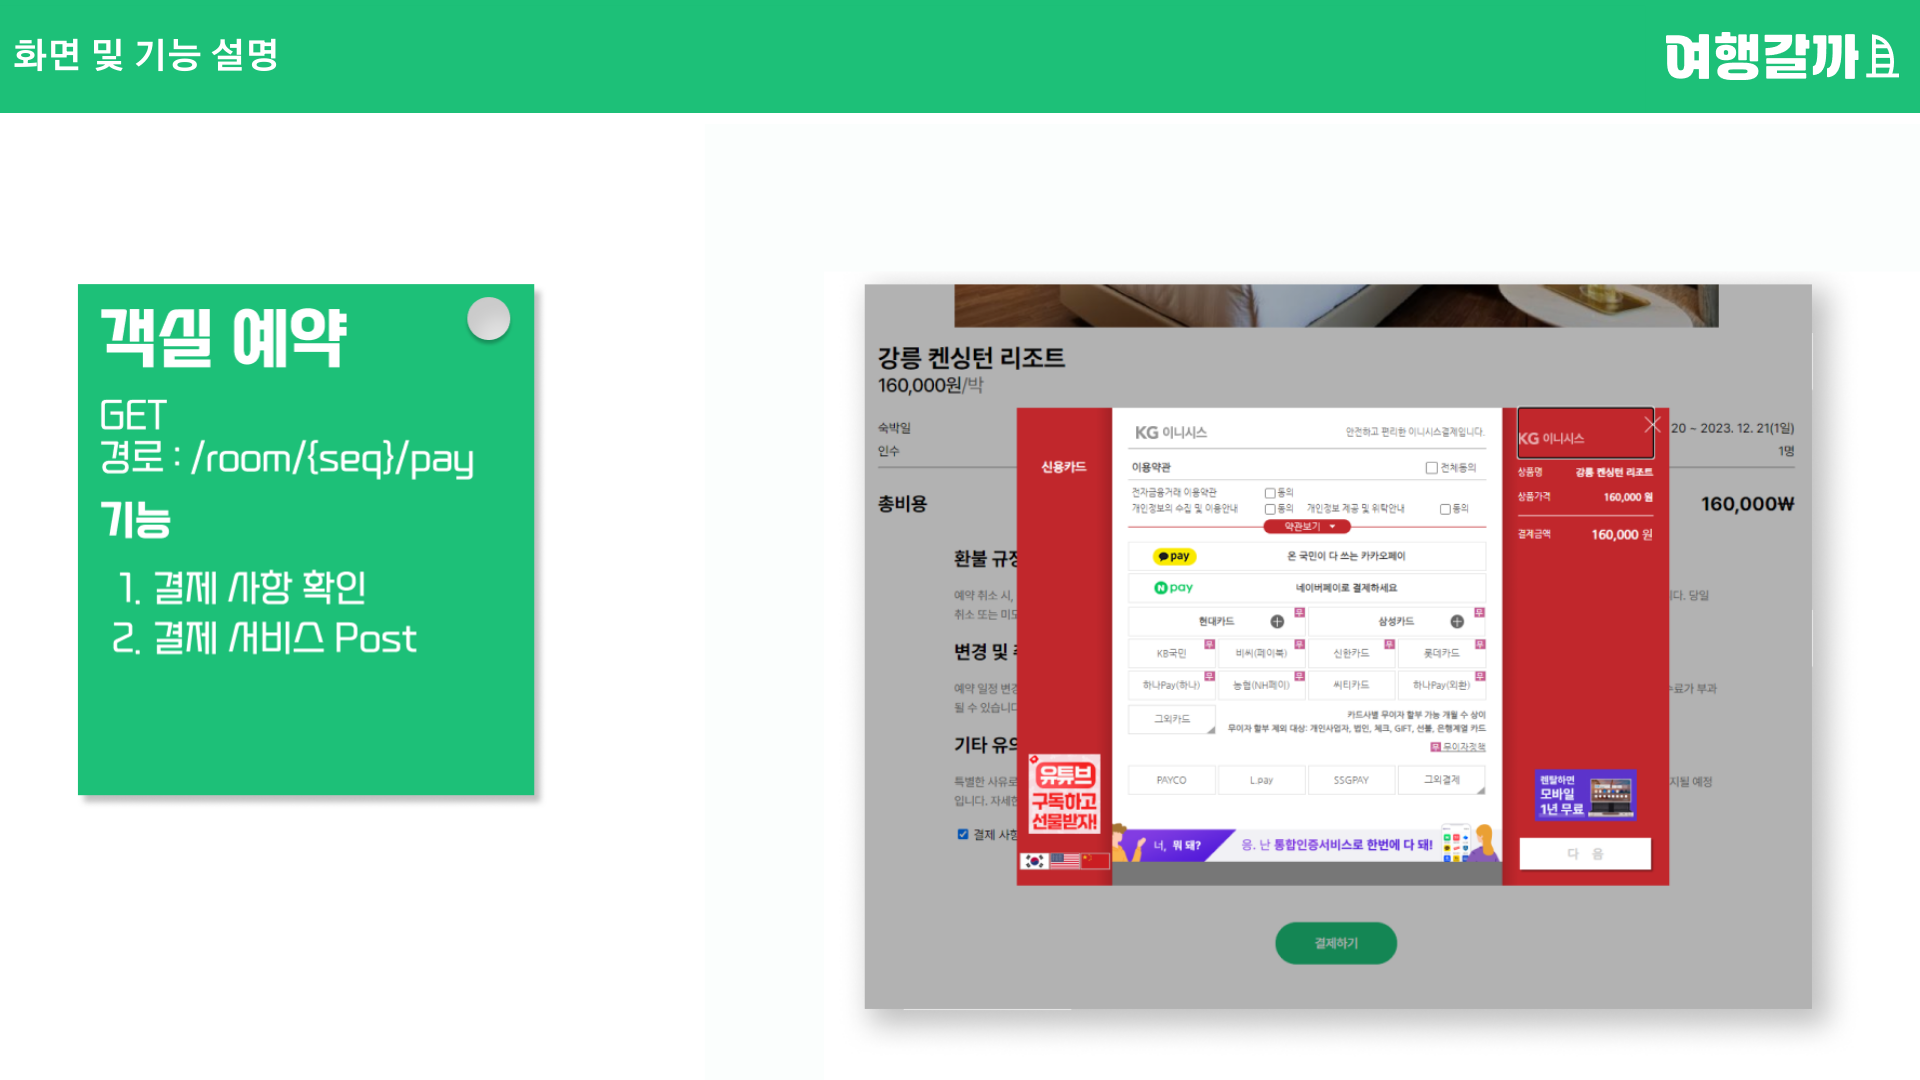 화면 및 기능 설명
여행갈까
객실 예약
GET
경로 : /room/{seq}/pay
기능
1. 결제 사항 확인
2. 결제 서비스 Post
강릉 켄싱턴 리조트
160,000원/박
숙박일
20 ~ 2023. 12. 21(1일)
인수
1명
총비용
160,000₩
환불 규정
예약 취소 시,
다. 당일
취소 또는 미도
변경 및
예약 일정 변경
수료가 부과
될 수 있습니다
기타 유의
특별한 사유로
지될 예정
입니다. 자세한
결제 사항
결제하기
신용카드
유튜브
구독하고
선물받자!
KG 이니시스
안전하고 편리한 이니시스결제입니다.
이용약관
전체동의
전자금융거래 이용약관
동의
개인정보의 수집 및 이용안내
동의
개인정보 제공 및 위탁안내
동의
약관보기
pay
온 국민이 다 쓰는 카카오페이
N pay
네이버페이로 결제하세요
현대카드
무
삼성카드
무
KB국민
무
비씨(페이북)
무
신한카드
무
롯데카드
무
하나Pay(하나)
무
농협(NH페이)
무
씨티카드
하나Pay(외환)
무
그외카드
카드사별 무이자 할부 가능 개월 수 상이
무이자 할부 제외 대상: 개인사업자, 법인, 체크, GIFT, 선불, 은행계열 카드
무 무이자정책
PAYCO
L.pay
SSGPAY
그외결제
너, 뭐 돼?
응. 난 통합인증서비스로 한번에 다 돼!
KG 이니시스
상품명
강릉 켄싱턴 리조트
상품가격
160,000 원
결제금액
160,000 원
렌탈하면
모바일
1년 무료
다 음